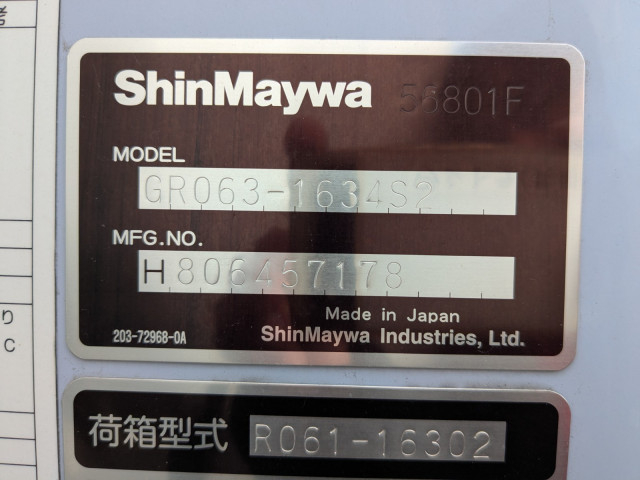 ShinMaywa 56801F
MODEL
GR063-1634S2
MFG.NO.
H806457178
Made in Japan
203-72968-0A ShinMaywa Industries, Ltd.
荷箱型式 R061-16302
り
C